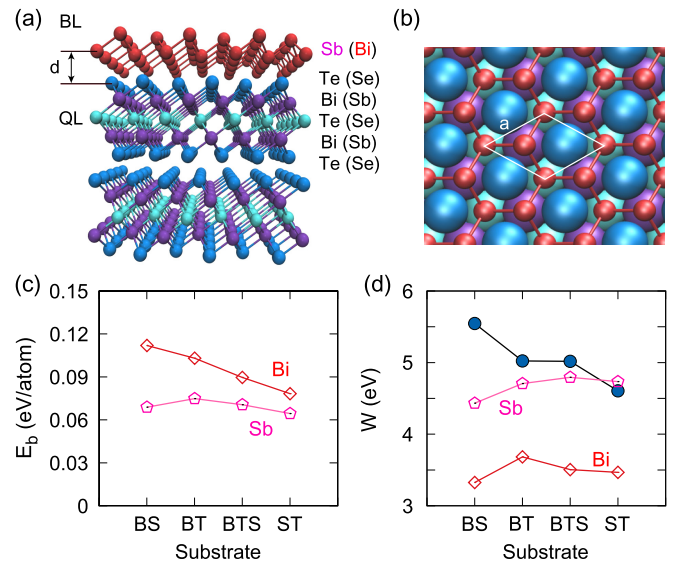 (a)
BL
d
QL
Sb (Bi)
Te (Se)
Bi (Sb)
Te (Se)
Bi (Sb)
Te (Se)
(b)
a
(c)
0.15
0.12
0.09
0.06
0.03
0
E_b (eV/atom)
Bi
Sb
BS BT BTS ST
Substrate
(d)
6
5
4
3
W (eV)
Sb
Bi
BS BT BTS ST
Substrate